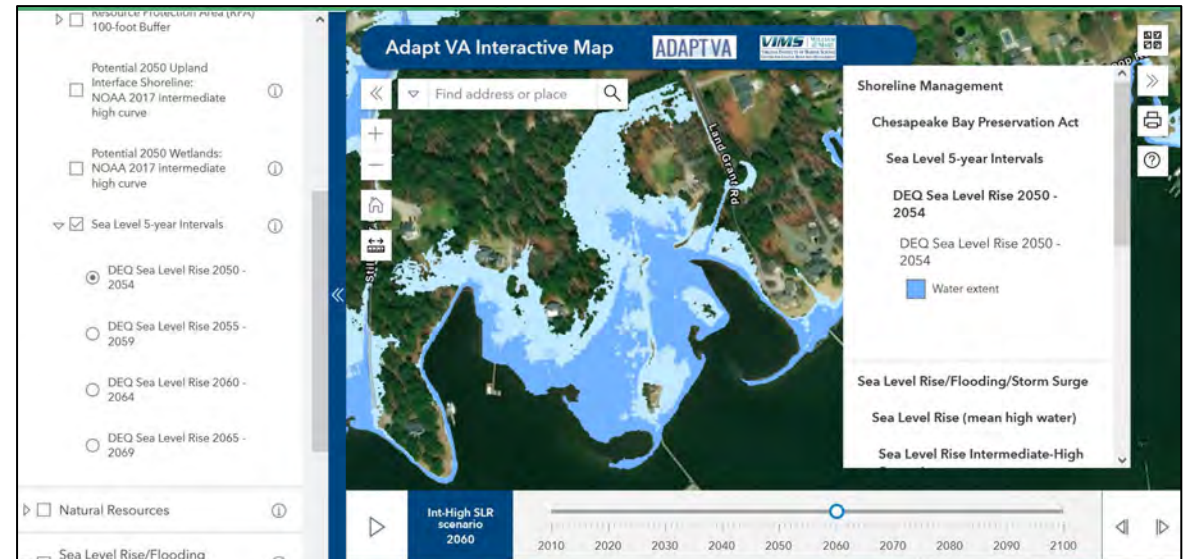 Resource Protection Area (RPA)
100-foot Buffer
Potential 2050 Upland
Interface Shoreline:
NOAA 2017 intermediate
high curve
Potential 2050 Wetlands:
NOAA 2017 intermediate
high curve
Sea Level 5-year Intervals
DEQ Sea Level Rise 2050 -
2054
DEQ Sea Level Rise 2055 -
2059
DEQ Sea Level Rise 2060 -
2064
DEQ Sea Level Rise 2065 -
2069
Natural Resources
Sea Level Rise/Flooding
Adapt VA Interactive Map
ADAPTVA
VIMS
WILLIAM
& MARY
Find address or place
Land Grant Rd
Shoreline Management
Chesapeake Bay Preservation Act
Sea Level 5-year Intervals
DEQ Sea Level Rise 2050 -
2054
DEQ Sea Level Rise 2050 -
2054
Water extent
Sea Level Rise/Flooding/Storm Surge
Sea Level Rise (mean high water)
Sea Level Rise Intermediate-High
Int-High SLR
scenario
2060
2010 2020 2030 2040 2050 2060 2070 2080 2090 2100